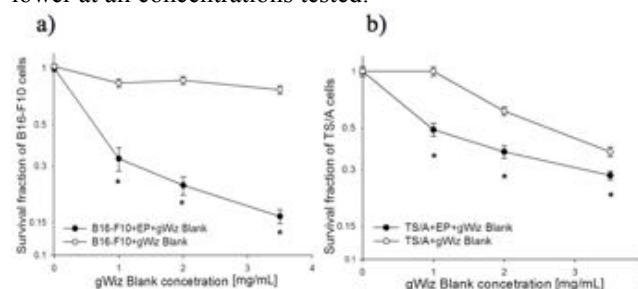 lower at all concentrations tested.
a)
b)
Survival fraction of B16-F10 cells
1
0.5
0.3
0.15
0.1
*
*
*
B16-F10+EP+gWiz Blank
B16-F10+gWiz Blank
0 1 2 3 4
gWiz Blank concetration [mg/mL]
Survival fraction of TS/A cells
1
0.5
0.3
0.15
0.1
*
*
*
TS/A+EP+gWiz Blank
TS/A+gWiz Blank
0 1 2 3
gWiz Blank concetration [mg/mL]